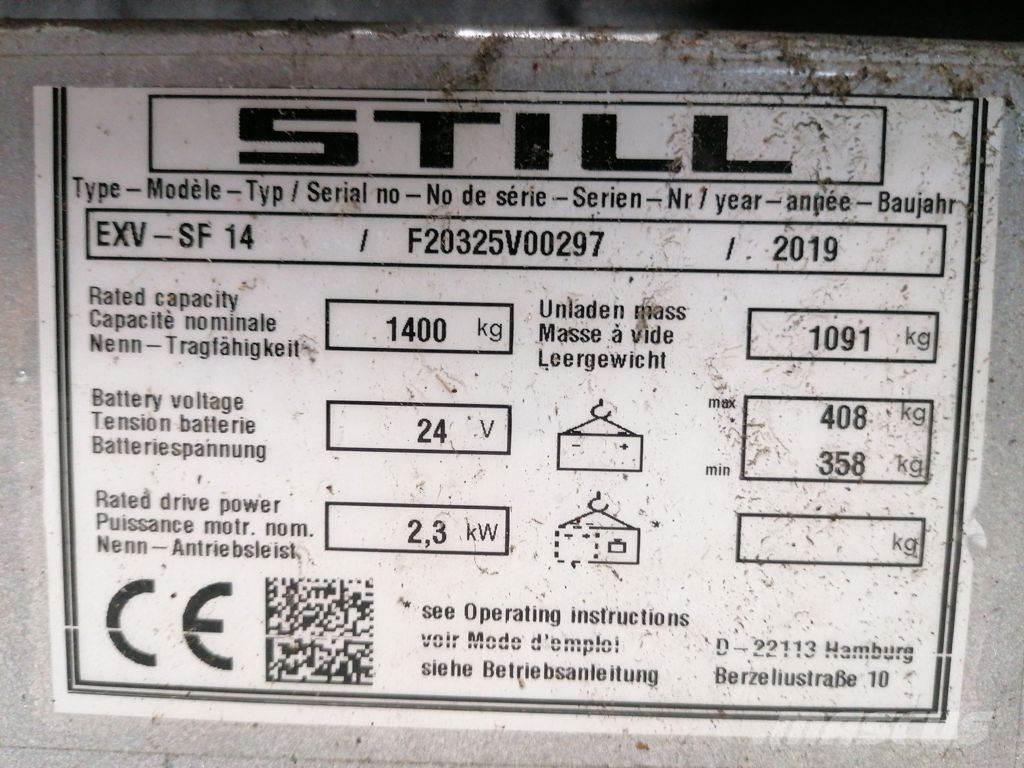 STILL
Type – Modèle – Typ / Serial no – No de série – Serien – Nr / year – année – Baujahr
EXV – SF 14 / F20325V00297 / 2019
Rated capacity
Capacitè nominale
Nenn – Tragfähigkeit
1400 kg
Unladen mass
Masse à vide
Leergewicht
1091 kg
Battery voltage
Tension batterie
Batteriespannung
24 V
max 408 kg
min 358 kg
Rated drive power
Puissance motr. nom.
Nenn – Antriebsleist.
2,3 kW
* kg
CE
* see Operating instructions
voir Mode d'emploi
siehe Betriebsanleitung
D – 22113 Hamburg
Berzeliustraße 10
mascus